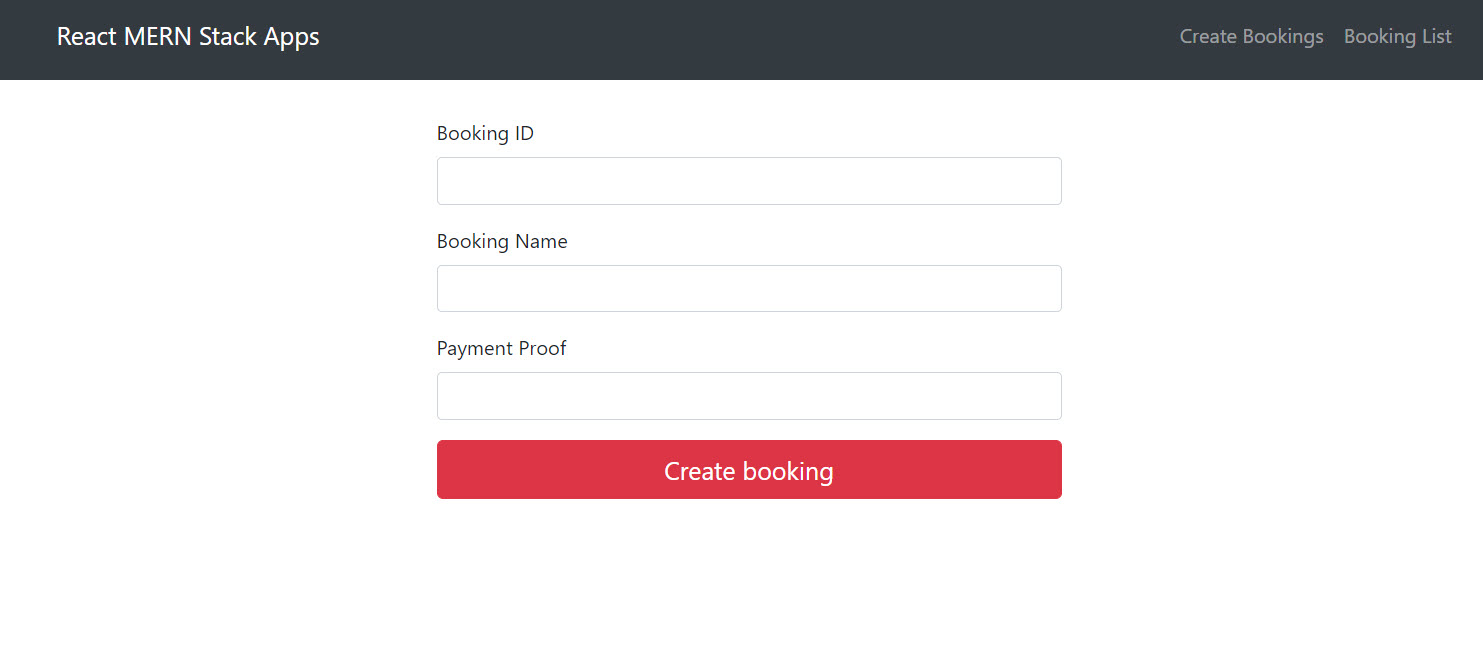 React MERN Stack Apps
Create Bookings
Booking List
Booking ID
Booking Name
Payment Proof
Create booking